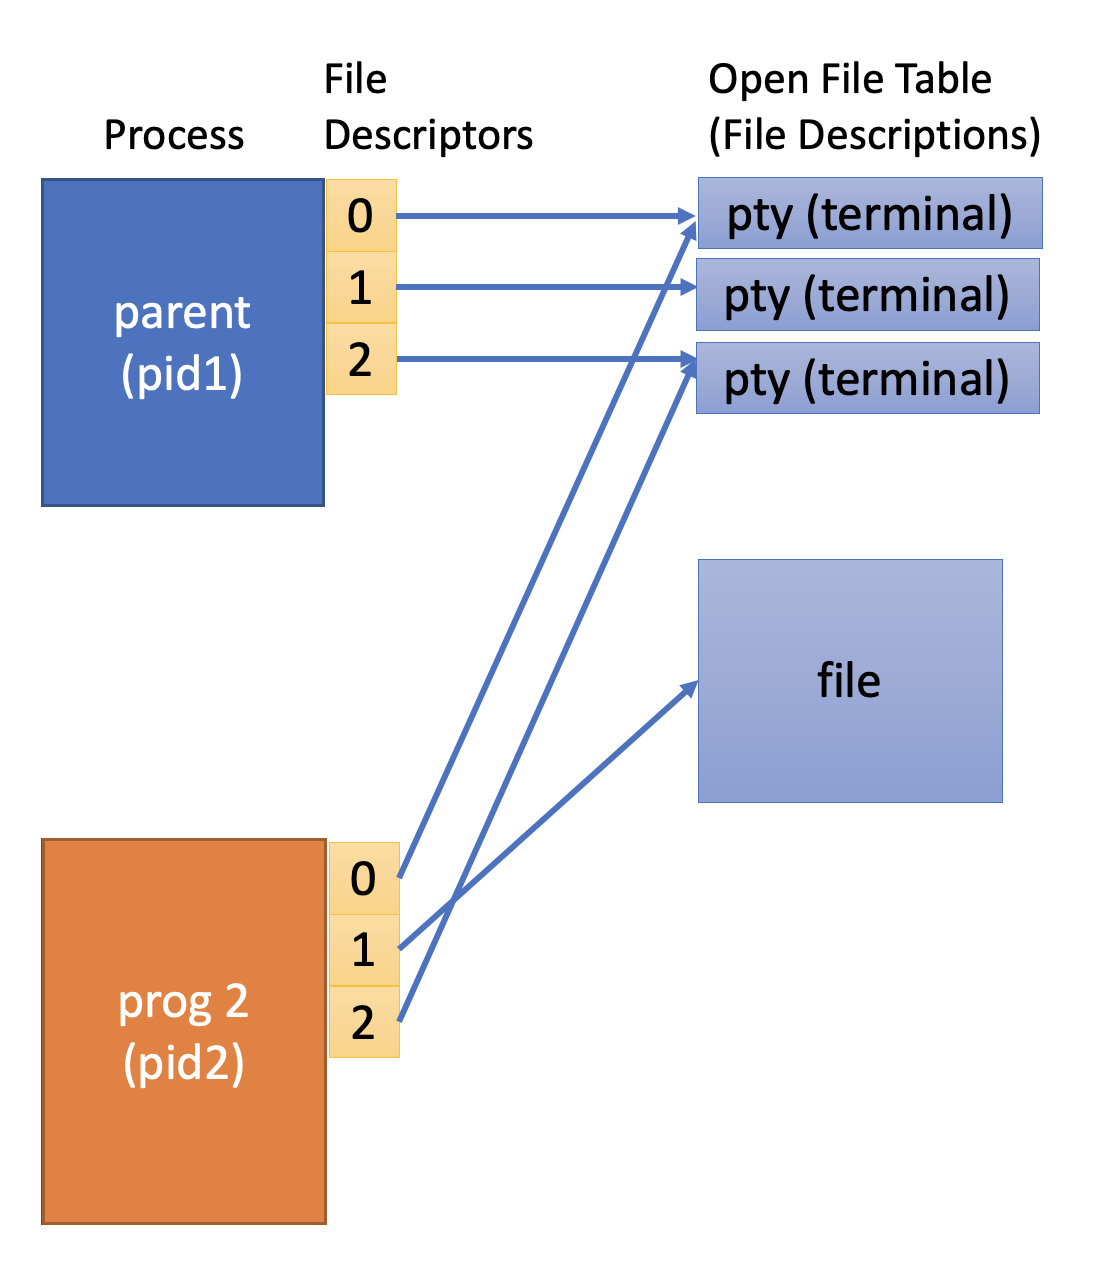 Process
File
Descriptors
Open File Table
(File Descriptions)
parent
(pid1)
0
1
2
pty (terminal)
pty (terminal)
pty (terminal)
file
prog 2
(pid2)
0
1
2